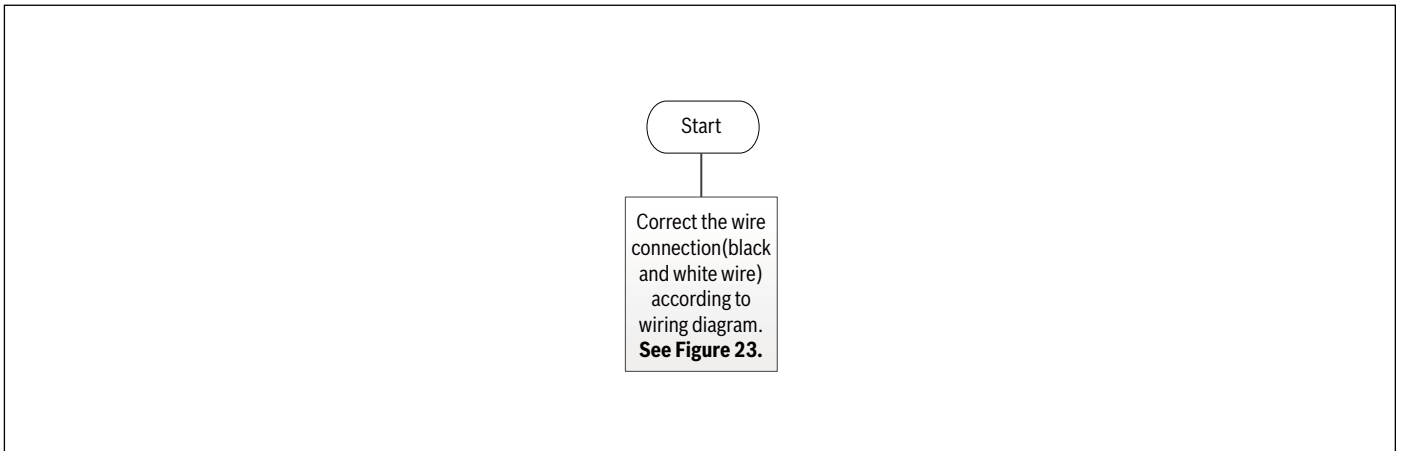 Start
Correct the wire
connection(black
and white wire)
according to
wiring diagram.
See Figure 23.